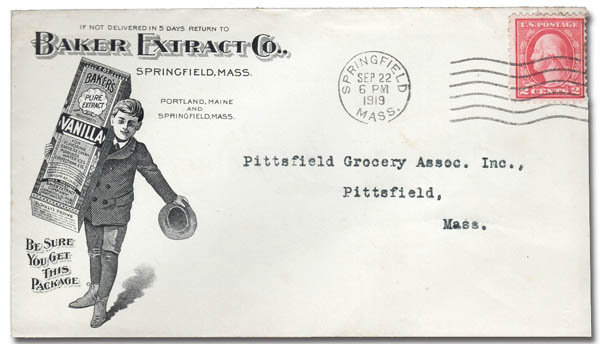 IF NOT DELIVERED IN 5 DAYS RETURN TO
BAKER EXTRACT CO.,
SPRINGFIELD, MASS.
PORTLAND, MAINE
AND
SPRINGFIELD, MASS.
BAKER'S
PURE
EXTRACT
VANILLA
FOR
FLAVORING
BE SURE
YOU GET
THIS
PACKAGE
SPRINGFIELD
SEP 22
6 PM
1919
MASS.
U.S. POSTAGE
2 CENTS 2
Pittsfield Grocery Assoc. Inc.,
Pittsfield,
Mass.